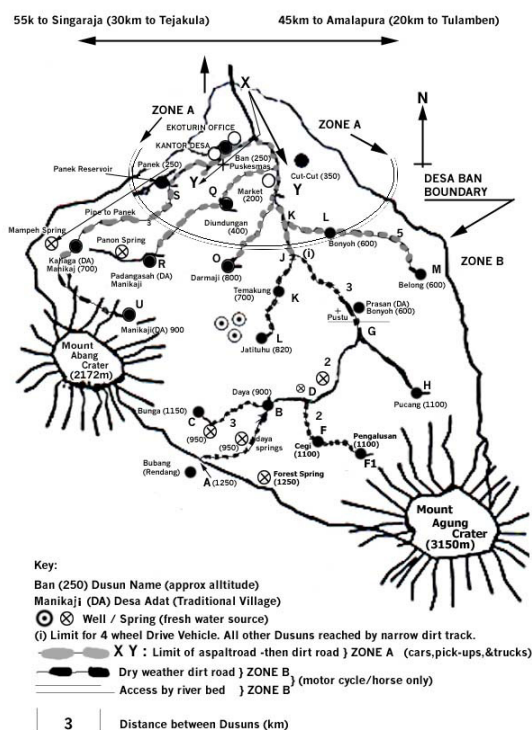 55k to Singaraja (30km to Tejakula)
45km to Amalapura (20km to Tulamben)
X
N
ZONE A
ZONE A
EKOTURIN OFFICE
KANTOR DESA
Panek Reservoir
Panek (250)
Y
Ban (250)
Puskesmas
Cut-Cut (350)
DESA BAN
BOUNDARY
S
Q
Market
(200)
Y
Pipe to Panek
3
Diundungan
(400)
K
L
5
Mampeh Spring
Panon Spring
Bonyoh (600)
ZONE B
Kahaga (DA)
Manikaj (700)
R
Padangasah (DA)
Manikaji
O
Darmaji (800)
J
(i)
M
Belong (600)
Temakung
(700)
K
3
U
Manikaji(DA) 900
Prasan (DA)
Bonyoh (600)
Pustu
G
Mount
Abang
Crater
(2172m)
L
Jatituhu (820)
2
H
Pucang (1100)
Daya (900)
D
Bunga (1150)
C
3
B
2
(950)
(950)
daya
springs
F
Cegi
(1100)
Pengalusan
(1100)
F1
Bubang
(Rendang)
A
(1250)
Forest Spring
(1250)
Mount
Agung
Crater
(3150m)
Key:
Ban (250) Dusun Name (approx alltitude)
Manikaji (DA) Desa Adat (Traditional Village)
Well / Spring (fresh water source)
(i) Limit for 4 wheel Drive Vehicle. All other Dusuns reached by narrow dirt track.
X Y : Limit of aspaltroad -then dirt road } ZONE A (cars,pick-ups,&trucks)
Dry weather dirt road } ZONE B
} (motor cycle/horse only)
Access by river bed } ZONE B
3 Distance between Dusuns (km)